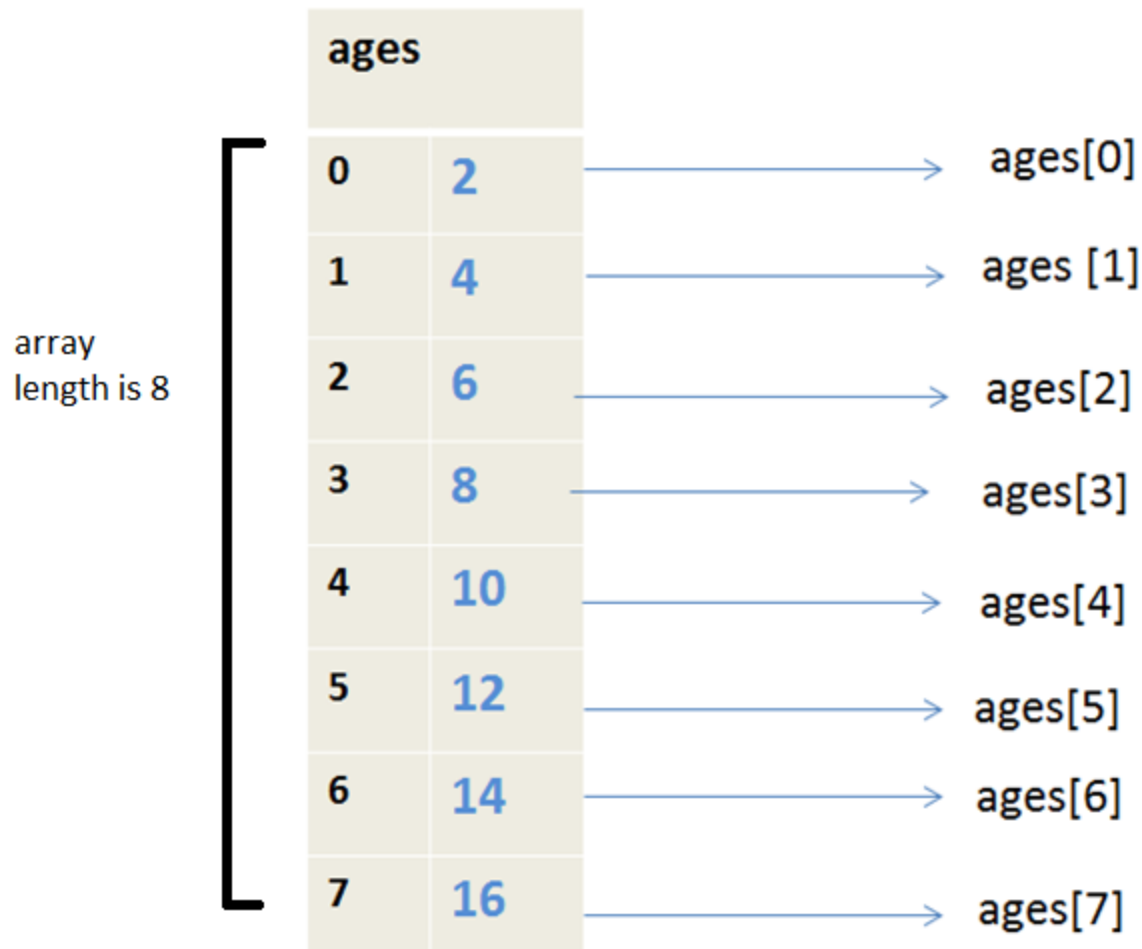 ages
0 2 ages[0]
1 4 ages [1]
array
length is 8
2 6 ages[2]
3 8 ages[3]
4 10 ages[4]
5 12 ages[5]
6 14 ages[6]
7 16 ages[7]